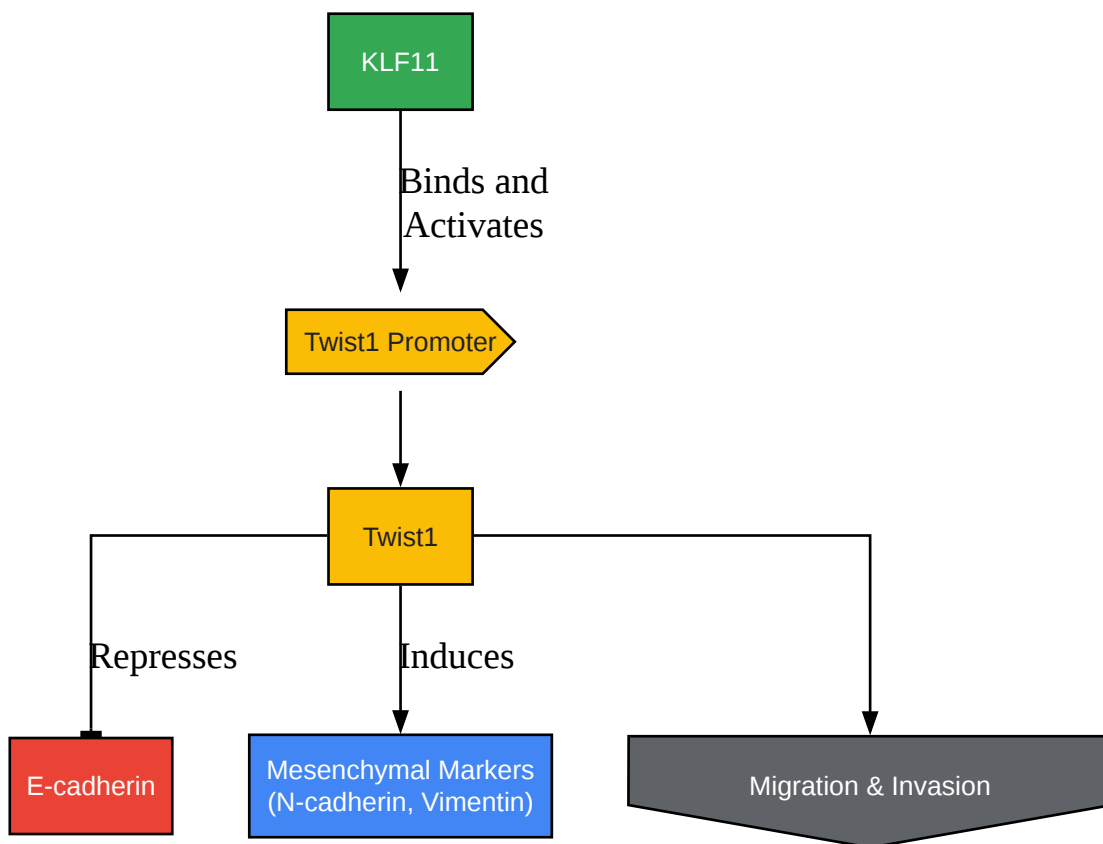 KLF11
Binds and
Activates
Twist1 Promoter
Twist1
Represses
Induces
E-cadherin
Mesenchymal Markers
(N-cadherin, Vimentin)
Migration & Invasion